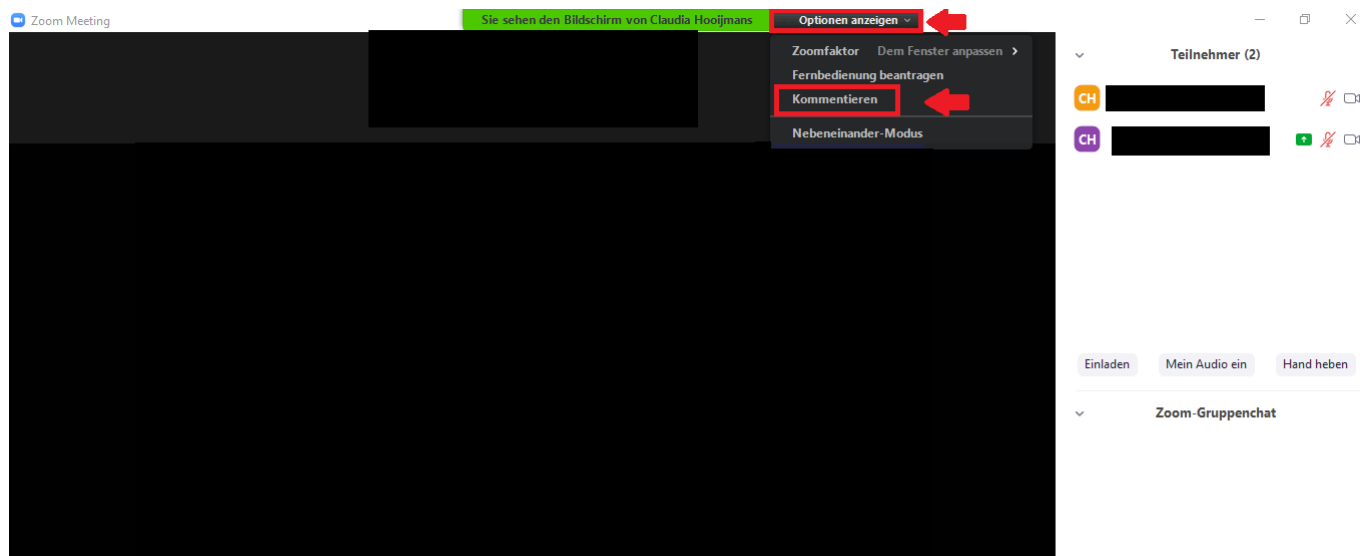 Zoom Meeting
Sie sehen den Bildschirm von Claudia Hooijmans
Optionen anzeigen
Zoomfaktor Dem Fenster anpassen
Fernbedienung beantragen
Kommentieren
Nebeneinander-Modus
Teilnehmer (2)
CH
CH
Einladen Mein Audio ein Hand heben
Zoom-Gruppenchat